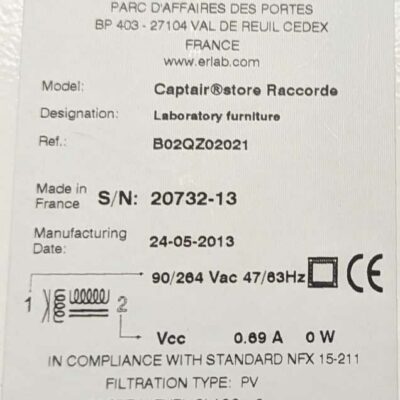 PARC D'AFFAIRES DES PORTES
BP 403 - 27104 VAL DE REUIL CEDEX
FRANCE
www.erlab.com
Model: Captair®store Raccorde
Designation: Laboratory furniture
Ref.: B02QZ02021
Made in France S/N: 20732-13
Manufacturing Date: 24-05-2013
90/264 Vac 47/63Hz CE
1 2
Vcc 0.69 A 0 W
IN COMPLIANCE WITH STANDARD NFX 15-211
FILTRATION TYPE: PV